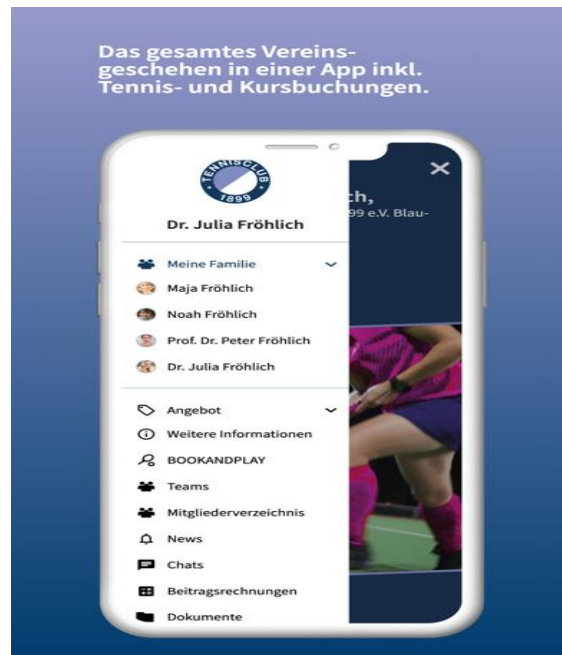 Das gesamtes Vereins-
geschehen in einer App inkl.
Tennis- und Kursbuchungen.
TENNISCLUB
1899
Dr. Julia Fröhlich
ch,
99 e.V. Blau-
Meine Familie
Maja Fröhlich
Noah Fröhlich
Prof. Dr. Peter Fröhlich
Dr. Julia Fröhlich
Angebot
Weitere Informationen
BOOKANDPLAY
Teams
Mitgliederverzeichnis
News
Chats
Beitragsrechnungen
Dokumente